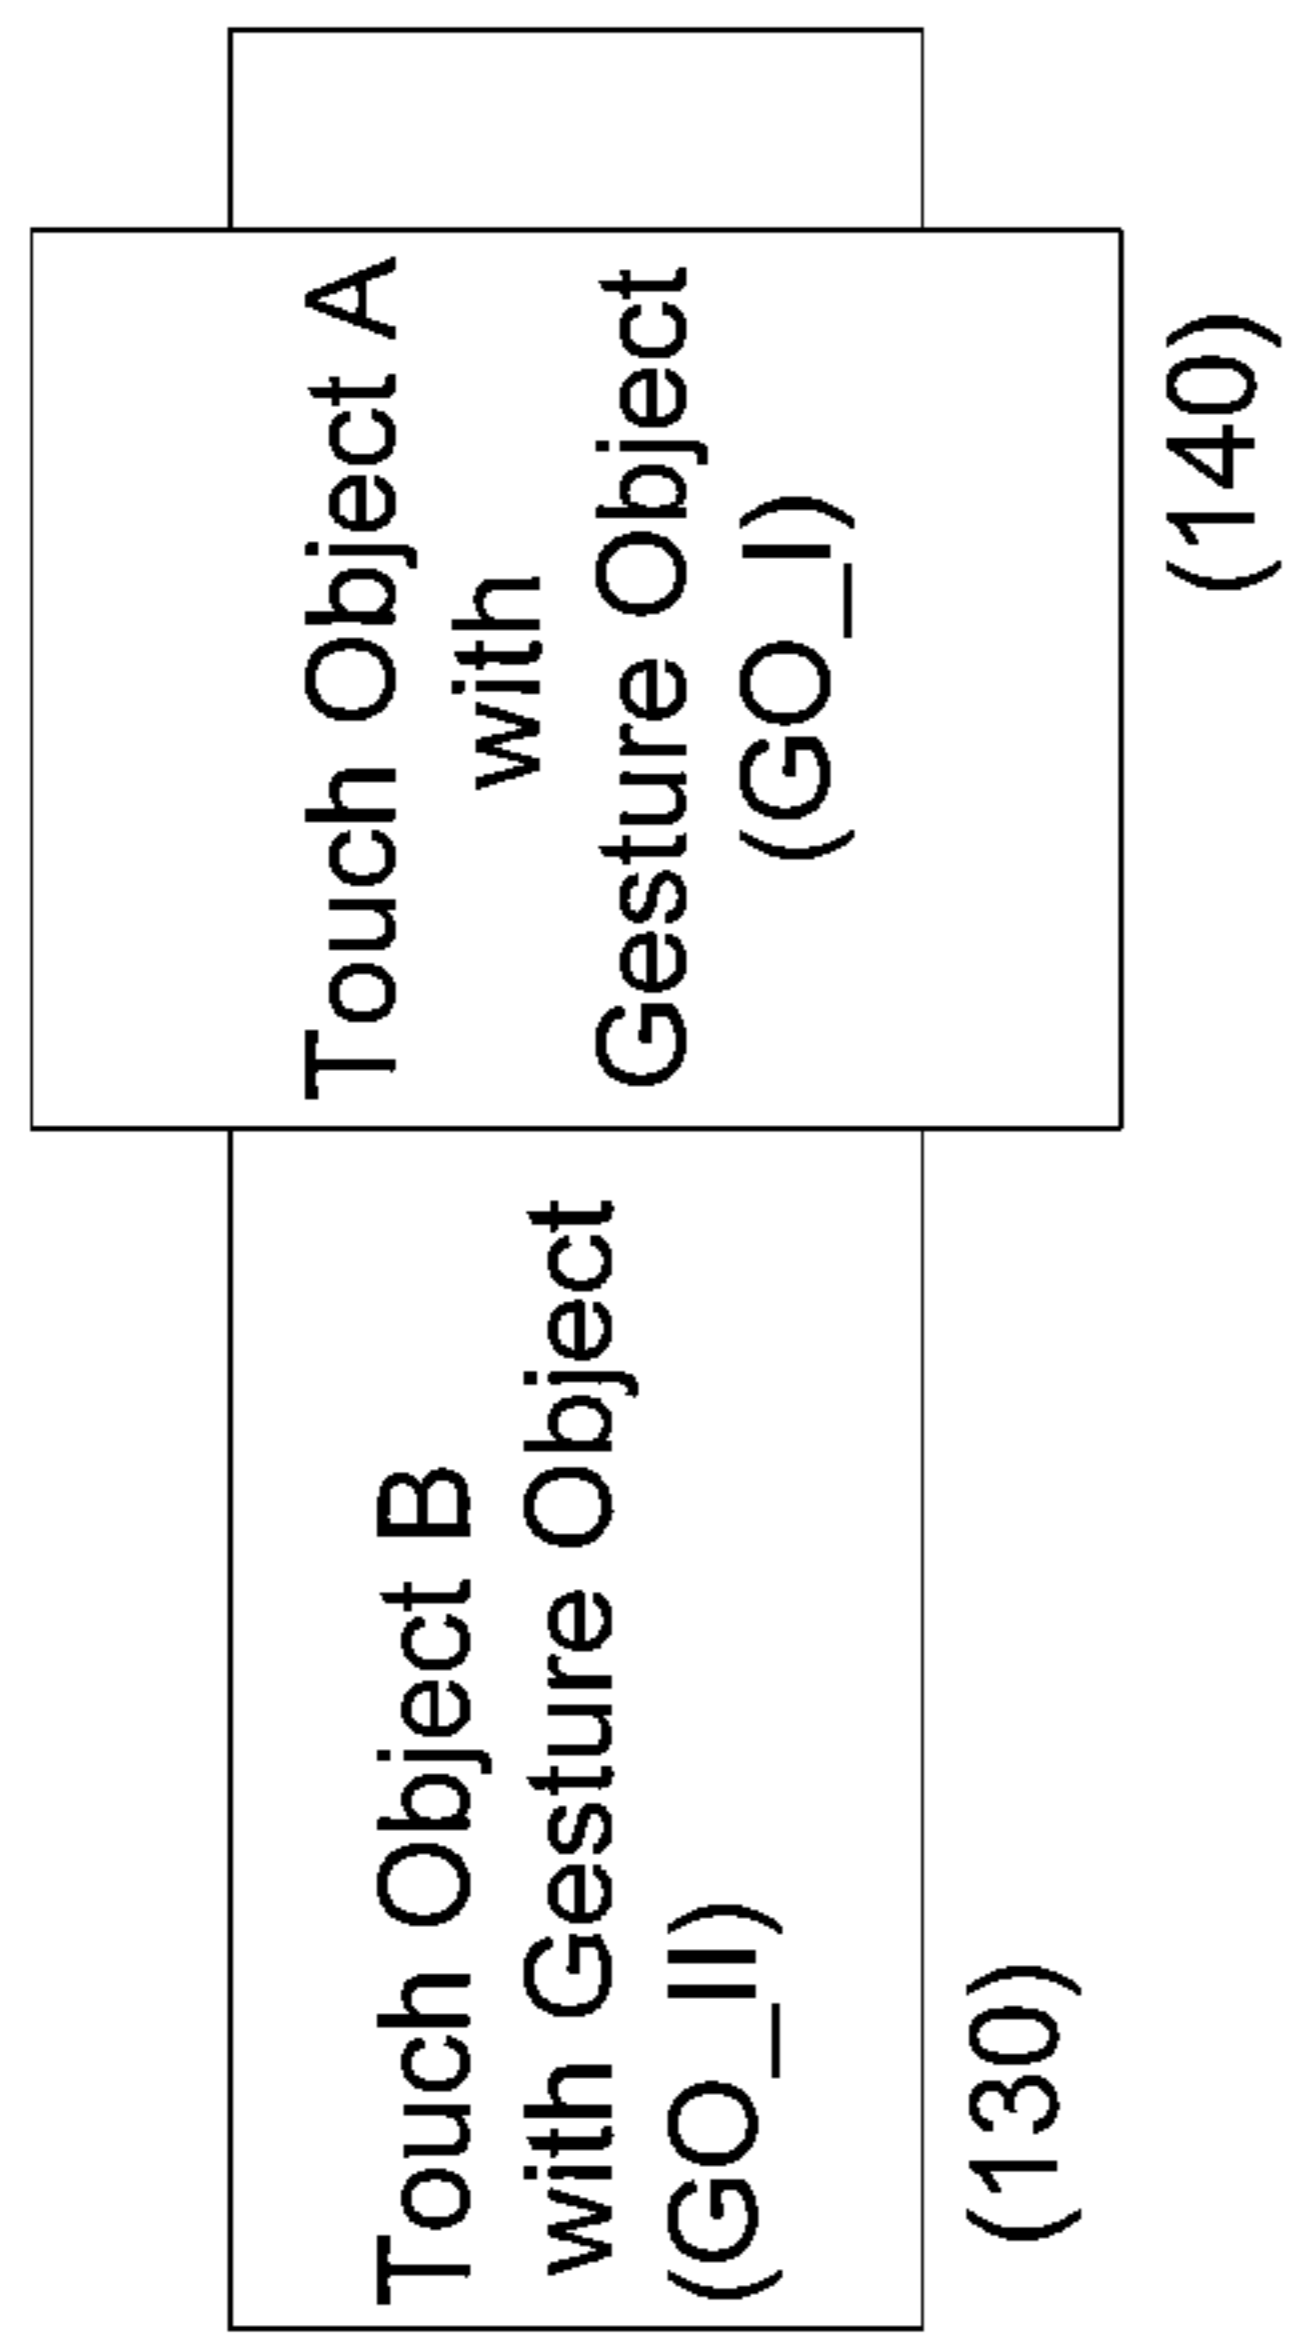 Touch Object B
with Gesture Object
(GO_II)
(130)
Touch Object A
with
Gesture Object
(GO_I)
(140)